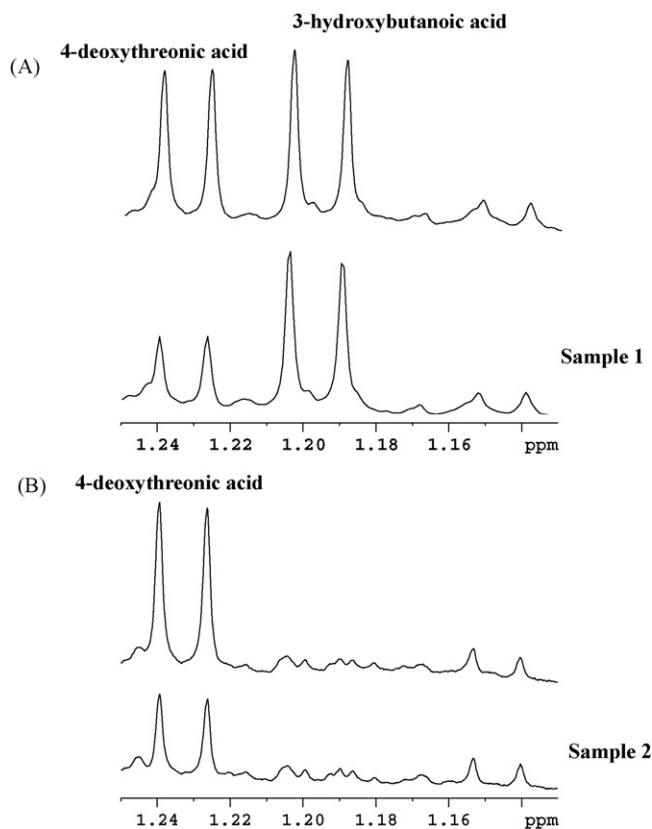 3-hydroxybutanoic acid
4-deoxythreonic acid
(A)
Sample 1
1.24 1.22 1.20 1.18 1.16 ppm
(B) 4-deoxythreonic acid
Sample 2
1.24 1.22 1.20 1.18 1.16 ppm